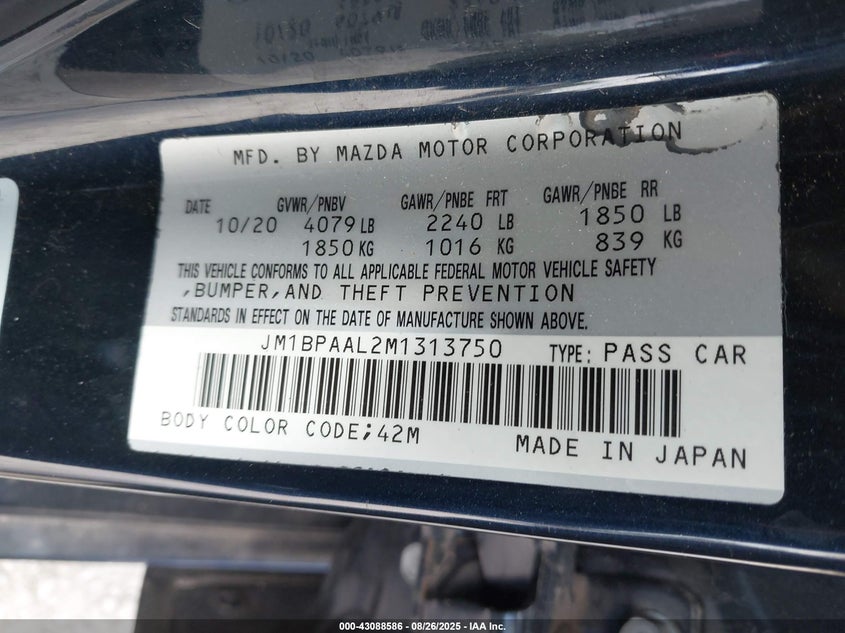 MFD. BY MAZDA MOTOR CORPORATION
DATE GVWR/PNBV GAWR/PNBE FRT GAWR/PNBE RR
10/20 4079 LB 2240 LB 1850 LB
1850 KG 1016 KG 839 KG
THIS VEHICLE CONFORMS TO ALL APPLICABLE FEDERAL MOTOR VEHICLE SAFETY
,BUMPER,AND THEFT PREVENTION
STANDARDS IN EFFECT ON THE DATE OF MANUFACTURE SHOWN ABOVE.
JM1BPAAL2M1313750 TYPE: PASS CAR
BODY COLOR CODE;42M
MADE IN JAPAN
000-43088586 - 08/26/2025 - IAA Inc.